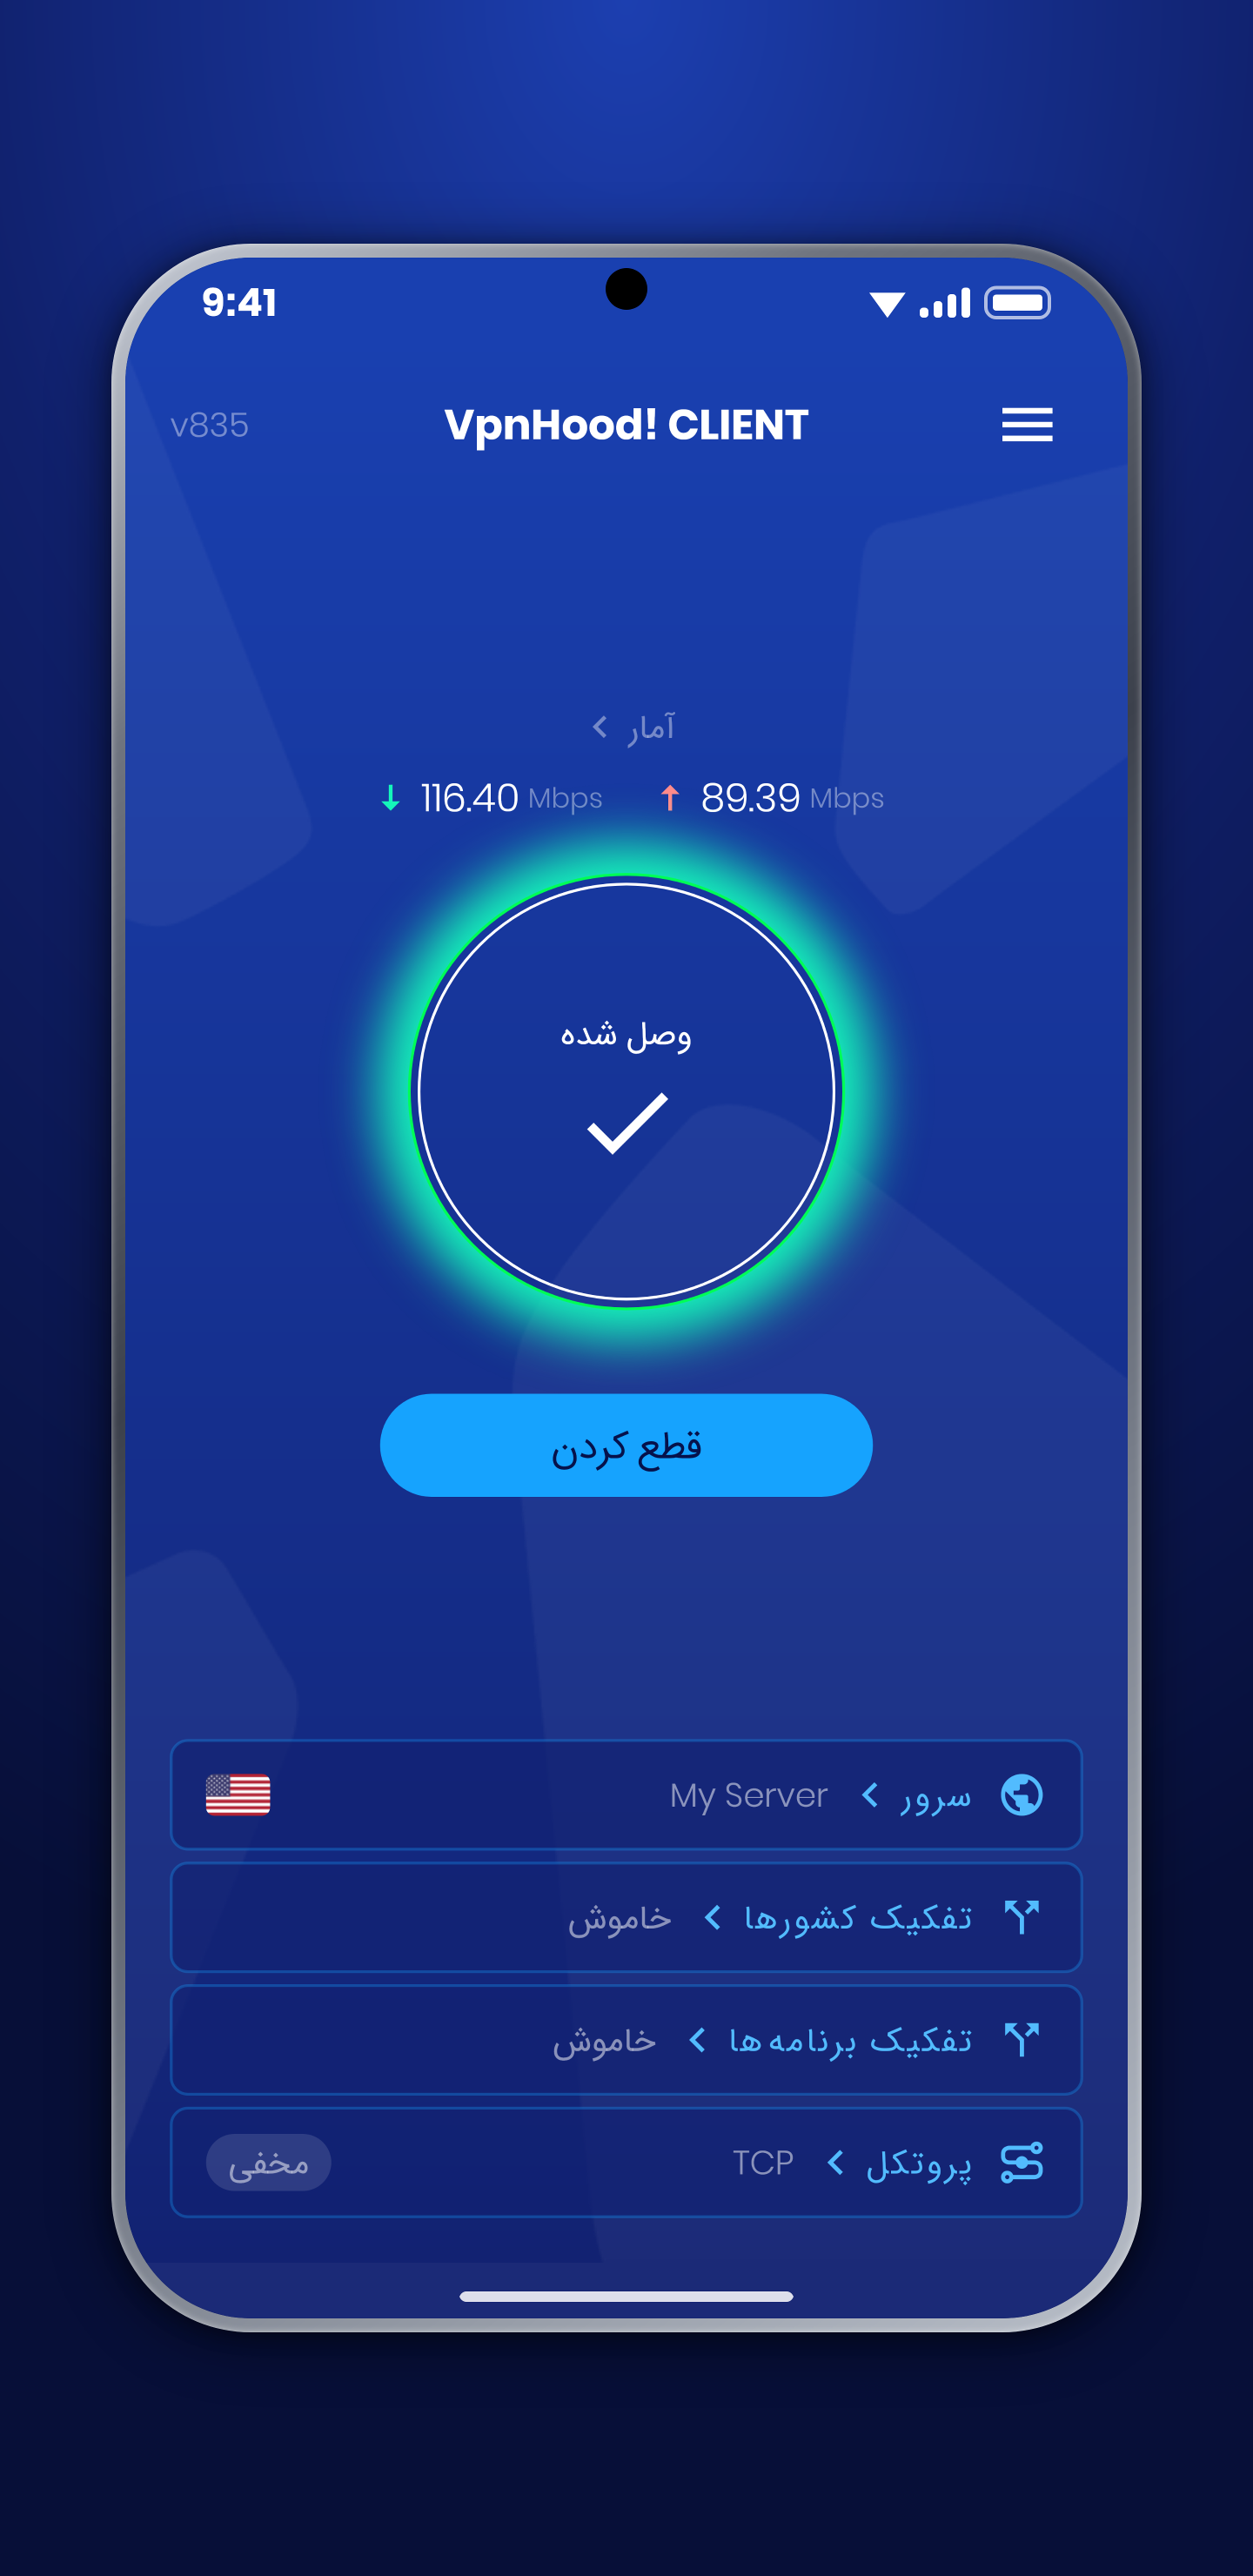 9:41
v835 VpnHood! CLIENT
آمار
116.40 Mbps 89.39 Mbps
وصل شده
قطع کردن
سرور My Server
تفکیک کشورها خاموش
تفکیک برنامه ها خاموش
پروتکل TCP مخفی